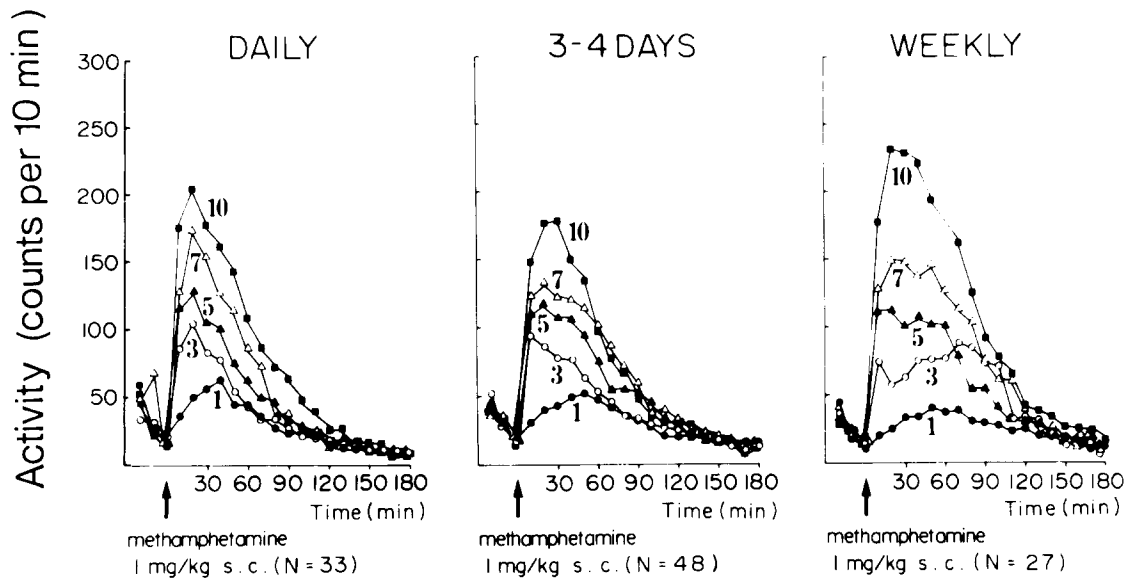 DAILY
3-4 DAYS
WEEKLY
Activity (counts per 10 min)
300
250
200
150
100
50
10
7
5
3
1
30 60 90 120 150 180
Time (min)
methamphetamine
1 mg/kg s.c. (N = 33)
10
7
5
3
1
30 60 90 120 150 180
Time (min)
methamphetamine
1 mg/kg s.c. (N = 48)
10
7
5
3
1
30 60 90 120 150 180
Time (min)
methamphetamine
1 mg/kg s.c. (N = 27)